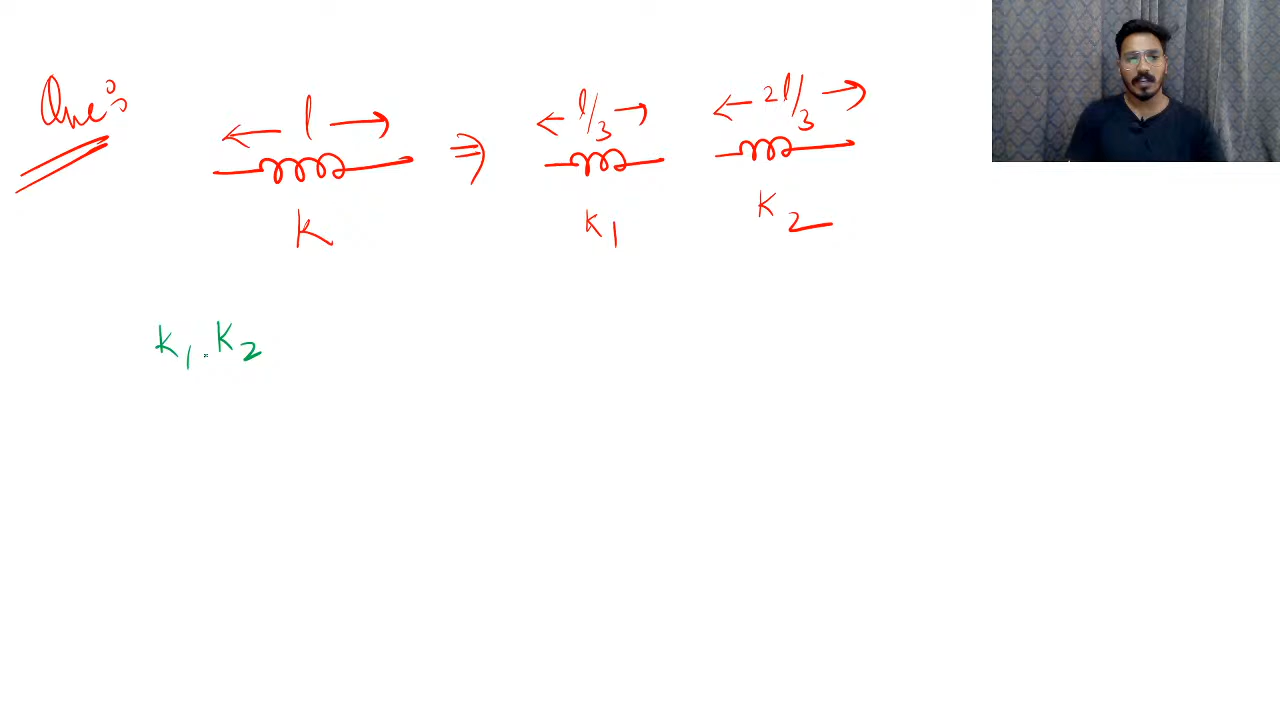 Que:
l ⇒ l/3 2l/3
K K1 K2
K1. K2